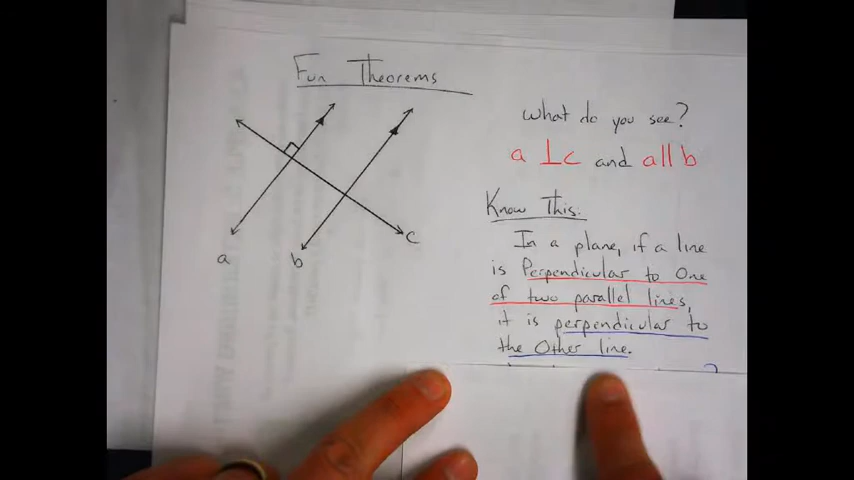 Fun Theorems
What do you see?
a ⊥ c and a ll b
Know This:
In a plane, if a line
is Perpendicular to One
of two parallel lines,
it is perpendicular to
the Other line.
a
b
c